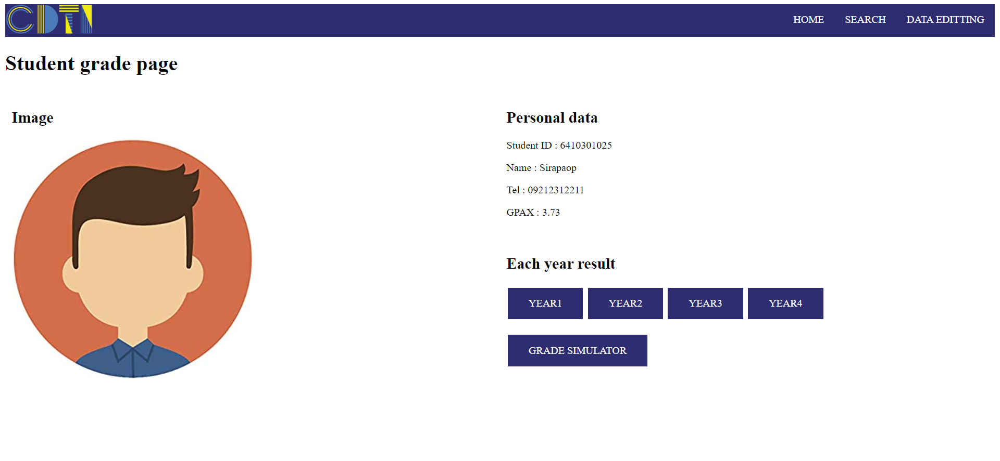 CDTI
HOME SEARCH DATA EDITTING
Student grade page
Image
Personal data
Student ID : 6410301025
Name : Sirapaop
Tel : 09212312211
GPAX : 3.73
Each year result
YEAR1 YEAR2 YEAR3 YEAR4
GRADE SIMULATOR